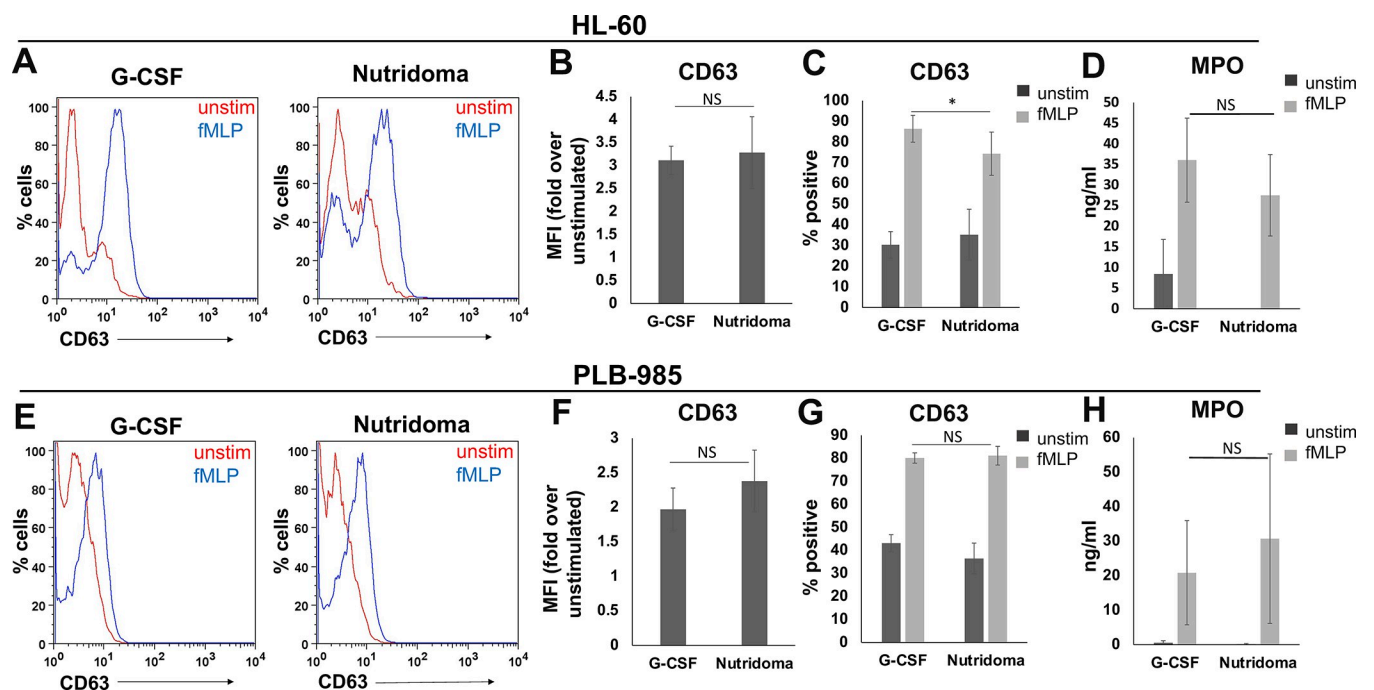 HL-60
A
G-CSF
unstim
fMLP
% cells
100
80
60
40
20
0
10^0 10^1 10^2 10^3 10^4
CD63
Nutridoma
unstim
fMLP
% cells
100
80
60
40
20
0
10^0 10^1 10^2 10^3 10^4
CD63
B
CD63
NS
MFI (fold over
unstimulated)
4.5
4
3.5
3
2.5
2
1.5
1
0.5
0
G-CSF Nutridoma
C
CD63
unstim
fMLP
*
% positive
100
90
80
70
60
50
40
30
20
10
0
G-CSF Nutridoma
D
MPO
unstim
fMLP
NS
ng/ml
50
45
40
35
30
25
20
15
10
5
0
G-CSF Nutridoma
PLB-985
E
G-CSF
unstim
fMLP
% cells
100
80
60
40
20
0
10^0 10^1 10^2 10^3 10^4
CD63
Nutridoma
unstim
fMLP
% cells
100
80
60
40
20
0
10^0 10^1 10^2 10^3 10^4
CD63
F
CD63
NS
MFI (fold over
unstimulated)
3
2.5
2
1.5
1
0.5
0
G-CSF Nutridoma
G
CD63
unstim
fMLP
NS
% positive
90
80
70
60
50
40
30
20
10
0
G-CSF Nutridoma
H
MPO
unstim
fMLP
NS
ng/ml
60
50
40
30
20
10
0
G-CSF Nutridoma